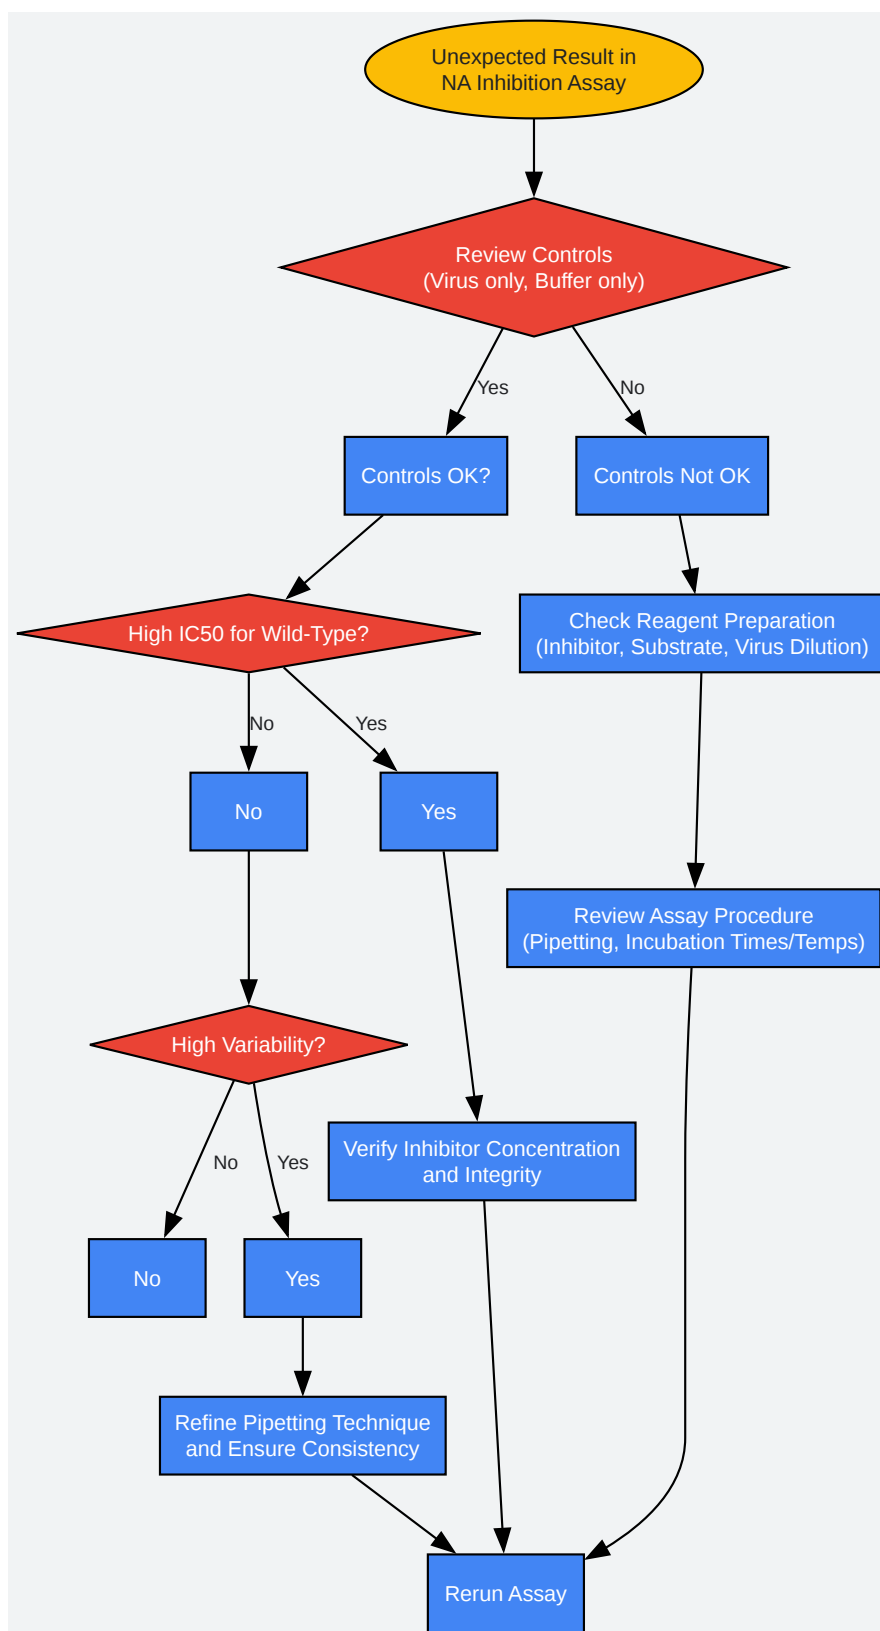 Unexpected Result in
NA Inhibition Assay
Review Controls
(Virus only, Buffer only)
Yes
No
Controls OK?
Controls Not OK
High IC50 for Wild-Type?
Check Reagent Preparation
(Inhibitor, Substrate, Virus Dilution)
No
Yes
No
Yes
Review Assay Procedure
(Pipetting, Incubation Times/Temps)
High Variability?
Verify Inhibitor Concentration
and Integrity
No
Yes
No
Yes
Refine Pipetting Technique
and Ensure Consistency
Rerun Assay